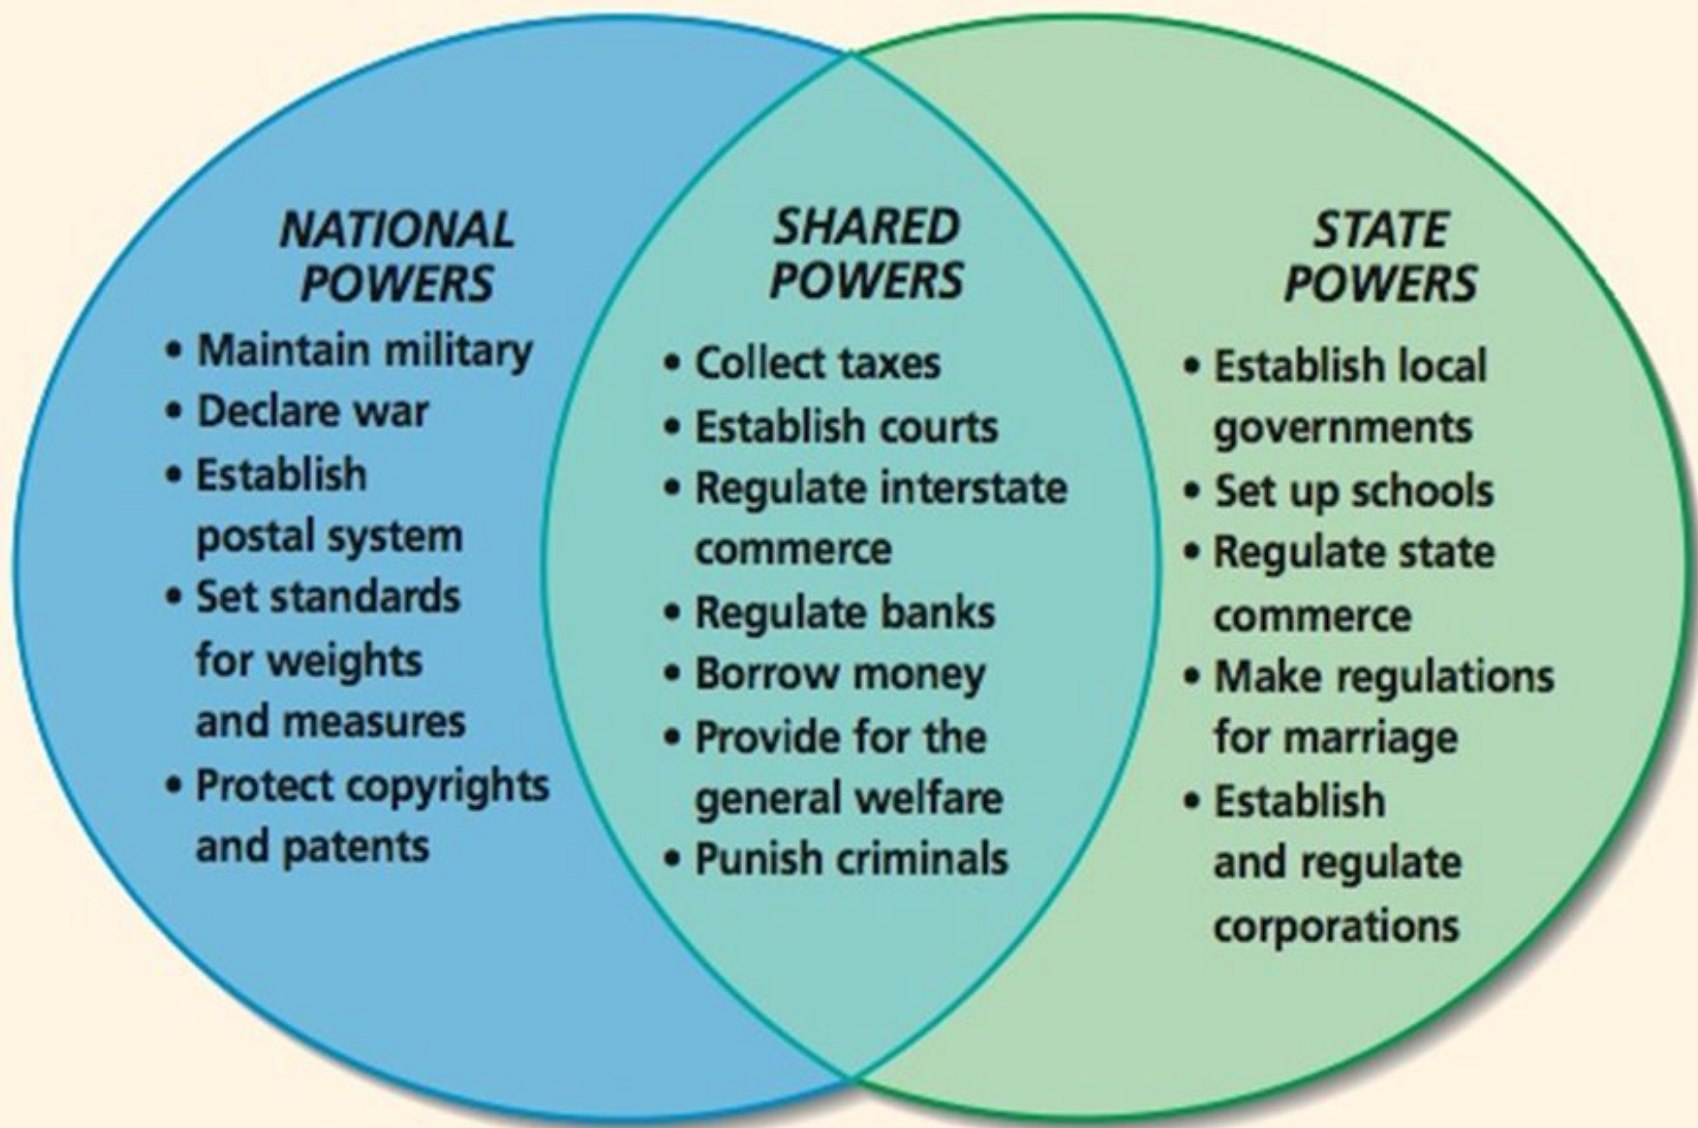 NATIONAL
POWERS
• Maintain military
• Declare war
• Establish
postal system
• Set standards
for weights
and measures
• Protect copyrights
and patents
SHARED
POWERS
• Collect taxes
• Establish courts
• Regulate interstate
commerce
• Regulate banks
• Borrow money
• Provide for the
general welfare
• Punish criminals
STATE
POWERS
• Establish local
governments
• Set up schools
• Regulate state
commerce
• Make regulations
for marriage
• Establish
and regulate
corporations